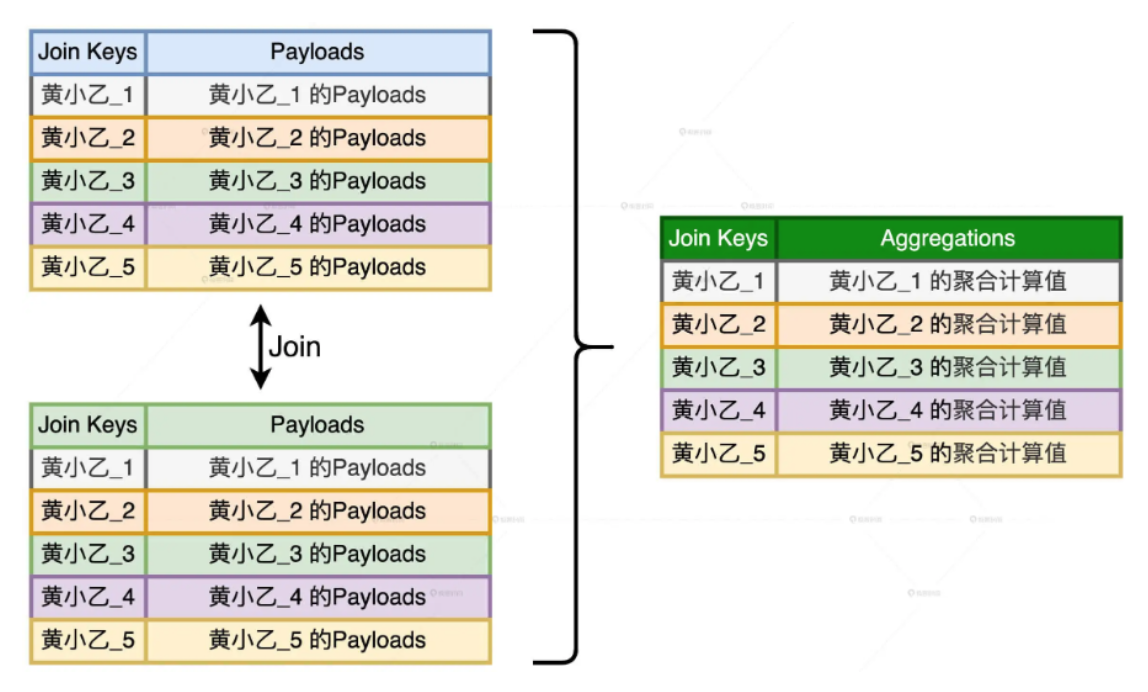 Join Keys Payloads
黄小乙_1 黄小乙_1 的Payloads
黄小乙_2 黄小乙_2 的Payloads
黄小乙_3 黄小乙_3 的Payloads
黄小乙_4 黄小乙_4 的Payloads
黄小乙_5 黄小乙_5 的Payloads
Join
Join Keys Payloads
黄小乙_1 黄小乙_1 的Payloads
黄小乙_2 黄小乙_2 的Payloads
黄小乙_3 黄小乙_3 的Payloads
黄小乙_4 黄小乙_4 的Payloads
黄小乙_5 黄小乙_5 的Payloads
Join Keys Aggregations
黄小乙_1 黄小乙_1 的聚合计算值
黄小乙_2 黄小乙_2 的聚合计算值
黄小乙_3 黄小乙_3 的聚合计算值
黄小乙_4 黄小乙_4 的聚合计算值
黄小乙_5 黄小乙_5 的聚合计算值